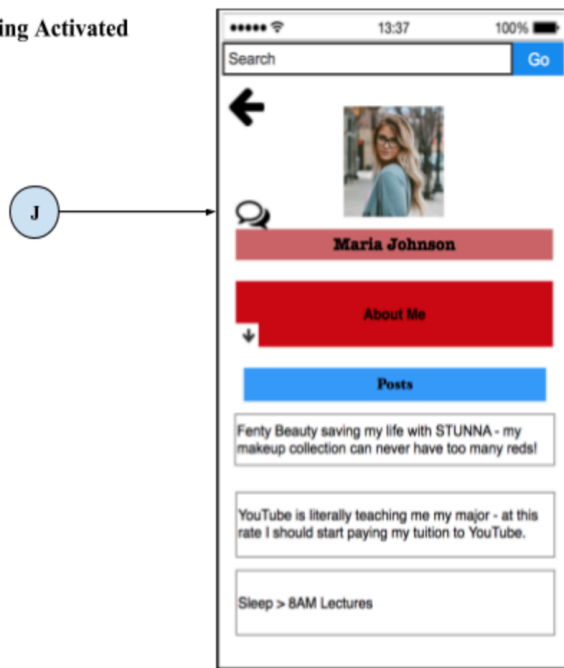 ing Activated
13:37
100%
Search
Go
J
Maria Johnson
About Me
Posts
Fenty Beauty saving my life with STUNNA - my
makeup collection can never have too many reds!
YouTube is literally teaching me my major - at this
rate I should start paying my tuition to YouTube.
Sleep > 8AM Lectures